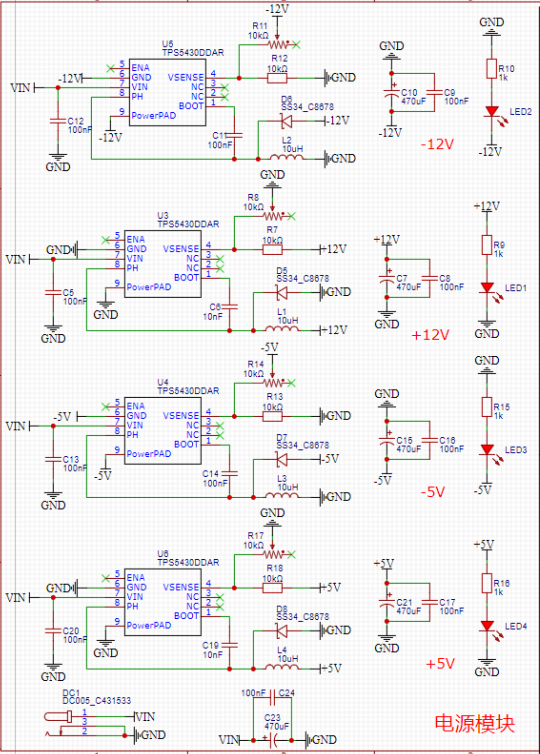 -12V
R11
10kΩ
U5
TPS5430DDAR
R12
10kΩ
5 ENA
-12V 6 GND VSENSE 4 GND
VIN 7 VIN NC 3
8 PH NC 2
BOOT 1
9 PowerPAD
-12V
C12
100nF
GND
C11
100nF
D6
SS34_C8678
-12V
L2
10uH
GND
GND
C10
470uF
C9
100nF
-12V
-12V
GND
R10
1k
LED2
-12V
GND
R8
10kΩ
U3
TPS5430DDAR
R7
10kΩ
5 ENA
GND 6 GND VSENSE 4 +12V
VIN 7 VIN NC 3
8 PH NC 2
BOOT 1
9 PowerPAD
GND
C5
100nF
GND
C6
10nF
D5
SS34_C8678
GND
L1
10uH
+12V
+12V
C7
470uF
C8
100nF
GND
+12V
+12V
R9
1k
LED1
GND
-5V
R14
10kΩ
U4
TPS5430DDAR
R13
10kΩ
5 ENA
-5V 6 GND VSENSE 4 GND
VIN 7 VIN NC 3
8 PH NC 2
BOOT 1
9 PowerPAD
-5V
C13
100nF
GND
C14
100nF
D7
SS34_C8678
-5V
L3
10uH
GND
GND
C15
470uF
C16
100nF
-5V
-5V
GND
R15
1k
LED3
-5V
GND
R17
10kΩ
U6
TPS5430DDAR
R18
10kΩ
5 ENA
GND 6 GND VSENSE 4 +5V
VIN 7 VIN NC 3
8 PH NC 2
BOOT 1
9 PowerPAD
GND
C20
100nF
GND
C19
10nF
D8
SS34_C8678
GND
L4
10uH
+5V
+5V
C21
470uF
C17
100nF
GND
+5V
+5V
R16
1k
LED4
GND
DC1
DC005_C431533
1 VIN
3
2 GND
100nF C24
C23
470uF
VIN GND
电源模块